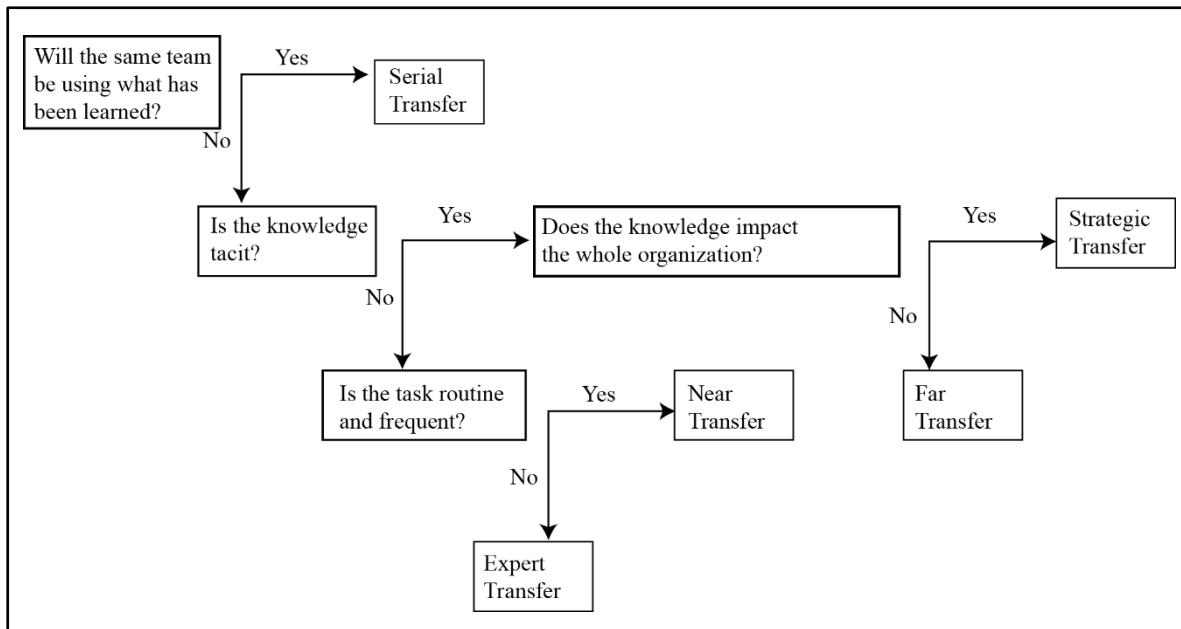 Will the same team
be using what has
been learned?
Yes
Serial
Transfer
No
Is the knowledge
tacit?
Yes
Does the knowledge impact
the whole organization?
Yes
Strategic
Transfer
No
No
Is the task routine
and frequent?
Yes
Near
Transfer
Far
Transfer
No
Expert
Transfer